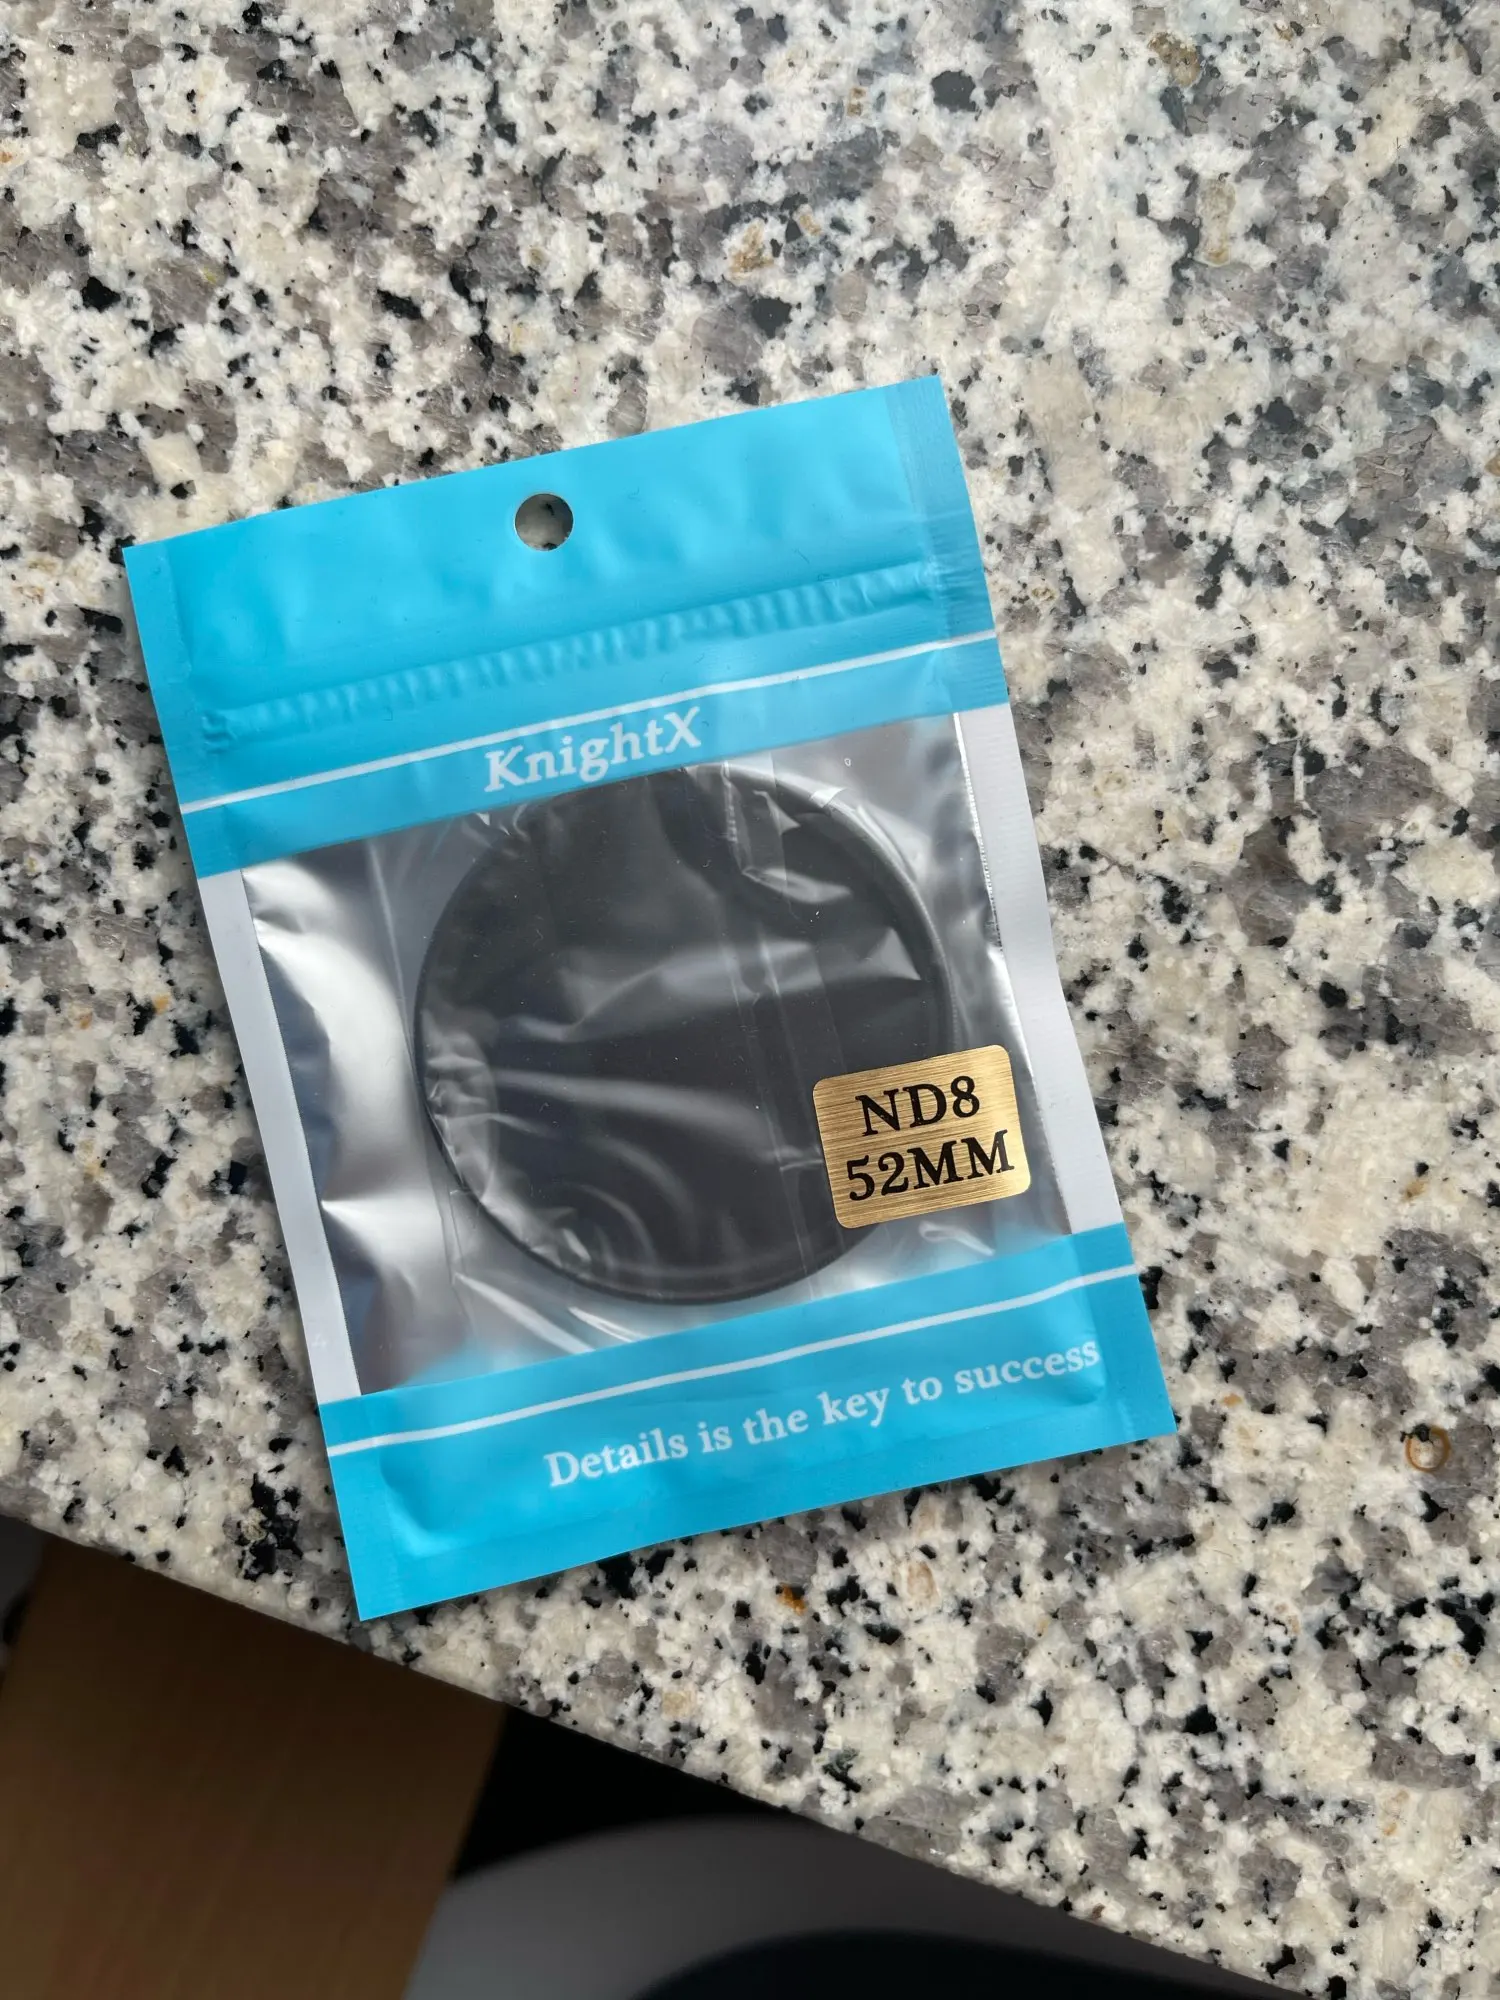 KnightX
ND8
52MM
Details is the key to success